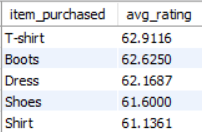 item_purchased avg_rating
T-shirt 62.9116
Boots 62.6250
Dress 62.1687
Shoes 61.6000
Shirt 61.1361